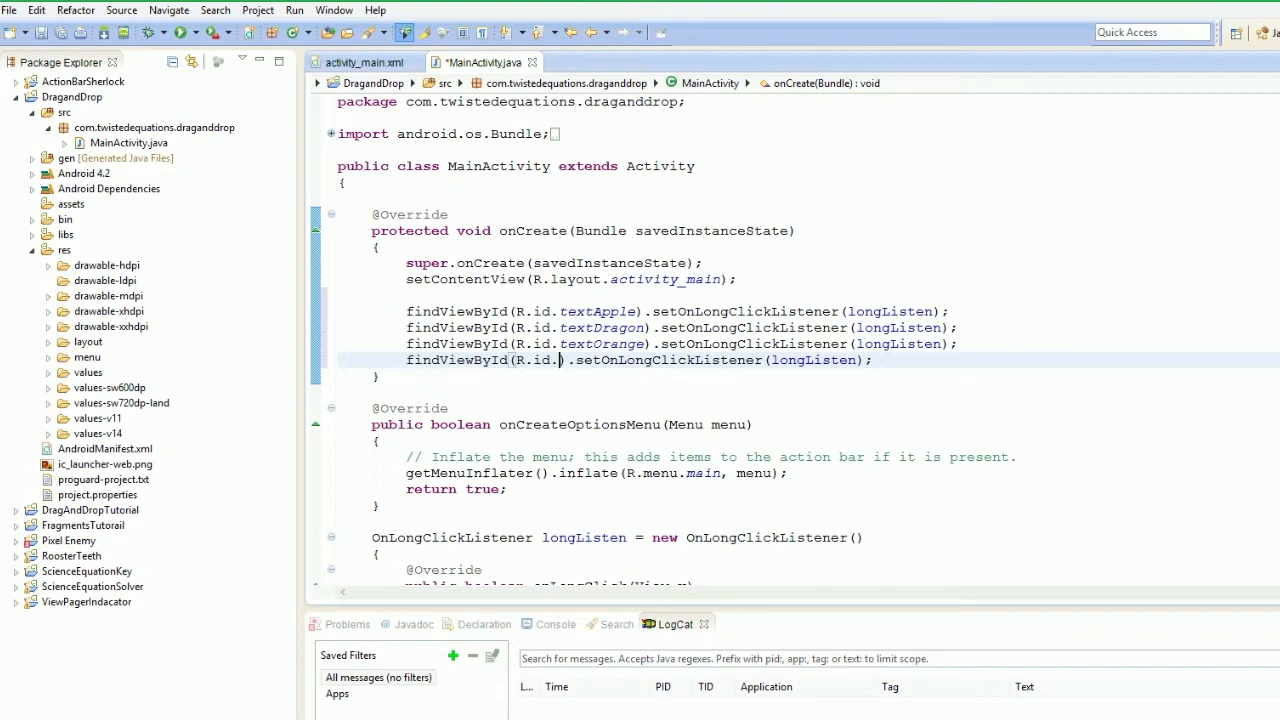 File Edit Refactor Source Navigate Search Project Run Window Help
Quick Access
Package Explorer
activity_main.xml
*MainActivity.java
DragandDrop src com.twistedequations.draganddrop MainActivity onCreate(Bundle) : void
ActionBarSherlock
DragandDrop
src
com.twistedequations.draganddrop
MainActivity.java
gen [Generated Java Files]
Android 4.2
Android Dependencies
assets
bin
libs
res
drawable-hdpi
drawable-ldpi
drawable-mdpi
drawable-xhdpi
drawable-xxhdpi
layout
menu
values
values-sw600dp
values-sw720dp-land
values-v11
values-v14
AndroidManifest.xml
ic_launcher-web.png
proguard-project.txt
project.properties
DragAndDropTutorial
FragmentsTutorail
Pixel Enemy
RoosterTeeth
ScienceEquationKey
ScienceEquationSolver
ViewPagerIndacator
package com.twistedequations.draganddrop;
import android.os.Bundle;
public class MainActivity extends Activity
{
@Override
protected void onCreate(Bundle savedInstanceState)
{
super.onCreate(savedInstanceState);
setContentView(R.layout.activity_main);
findViewById(R.id.textApple).setOnLongClickListener(longListen);
findViewById(R.id.textDragon).setOnLongClickListener(longListen);
findViewById(R.id.textOrange).setOnLongClickListener(longListen);
findViewById(R.id.).setOnLongClickListener(longListen);
}
@Override
public boolean onCreateOptionsMenu(Menu menu)
{
// Inflate the menu; this adds items to the action bar if it is present.
getMenuInflater().inflate(R.menu.main, menu);
return true;
}
OnLongClickListener longListen = new OnLongClickListener()
{
@Override
public boolean onLongClick(View v)
Problems Javadoc Declaration Console Search LogCat
Saved Filters
All messages (no filters)
Apps
Search for messages. Accepts Java regexes. Prefix with pid:, app:, tag: or text: to limit scope.
L... Time PID TID Application Tag Text